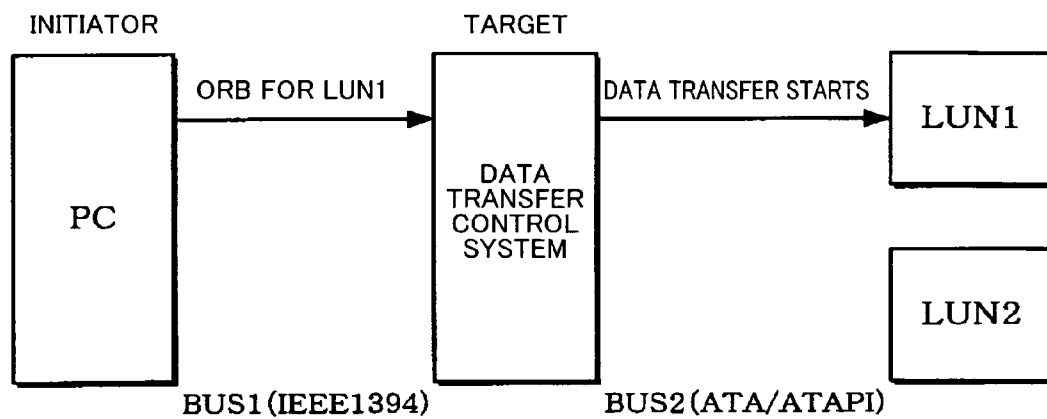 INITIATOR
TARGET
ORB FOR LUN1
DATA TRANSFER STARTS
LUN1
PC
DATA
TRANSFER
CONTROL
SYSTEM
LUN2
BUS1(IEEE1394)
BUS2(ATA/ATAPI)